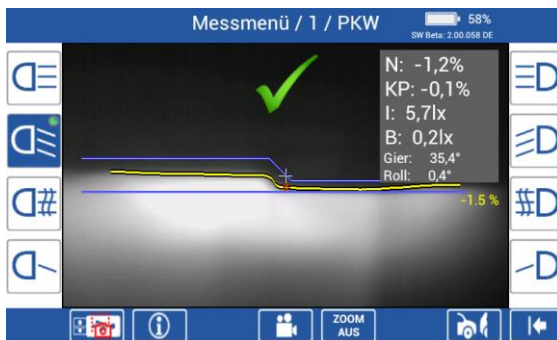 Messmenü / 1 / PKW
58%
SW Beta: 2.00.058 DE
N: -1,2%
KP: -0,1%
I: 5,7lx
B: 0,2lx
Gier: 35,4°
Roll: 0,4°
-1.5 %
ZOOM
AUS